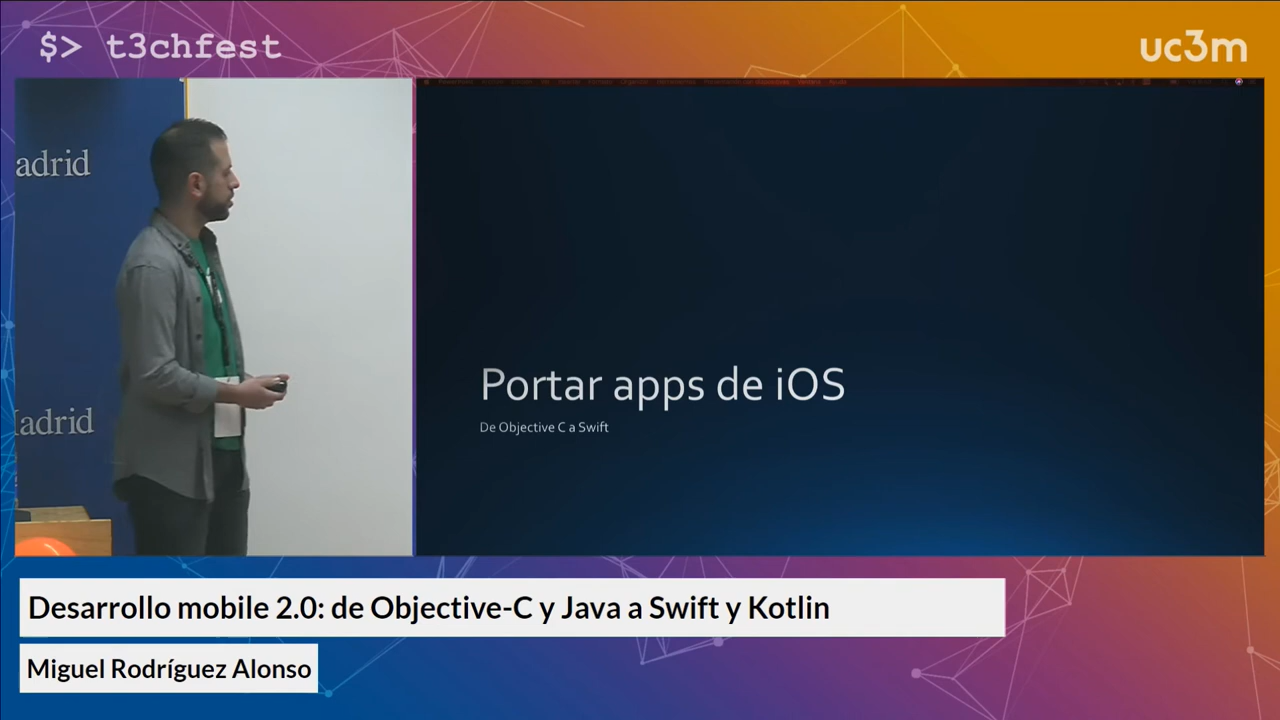 $> t3chfest
uc3m
adrid
adrid
Portar apps de iOS
De Objective C a Swift
Desarrollo mobile 2.0: de Objective-C y Java a Swift y Kotlin
Miguel Rodríguez Alonso